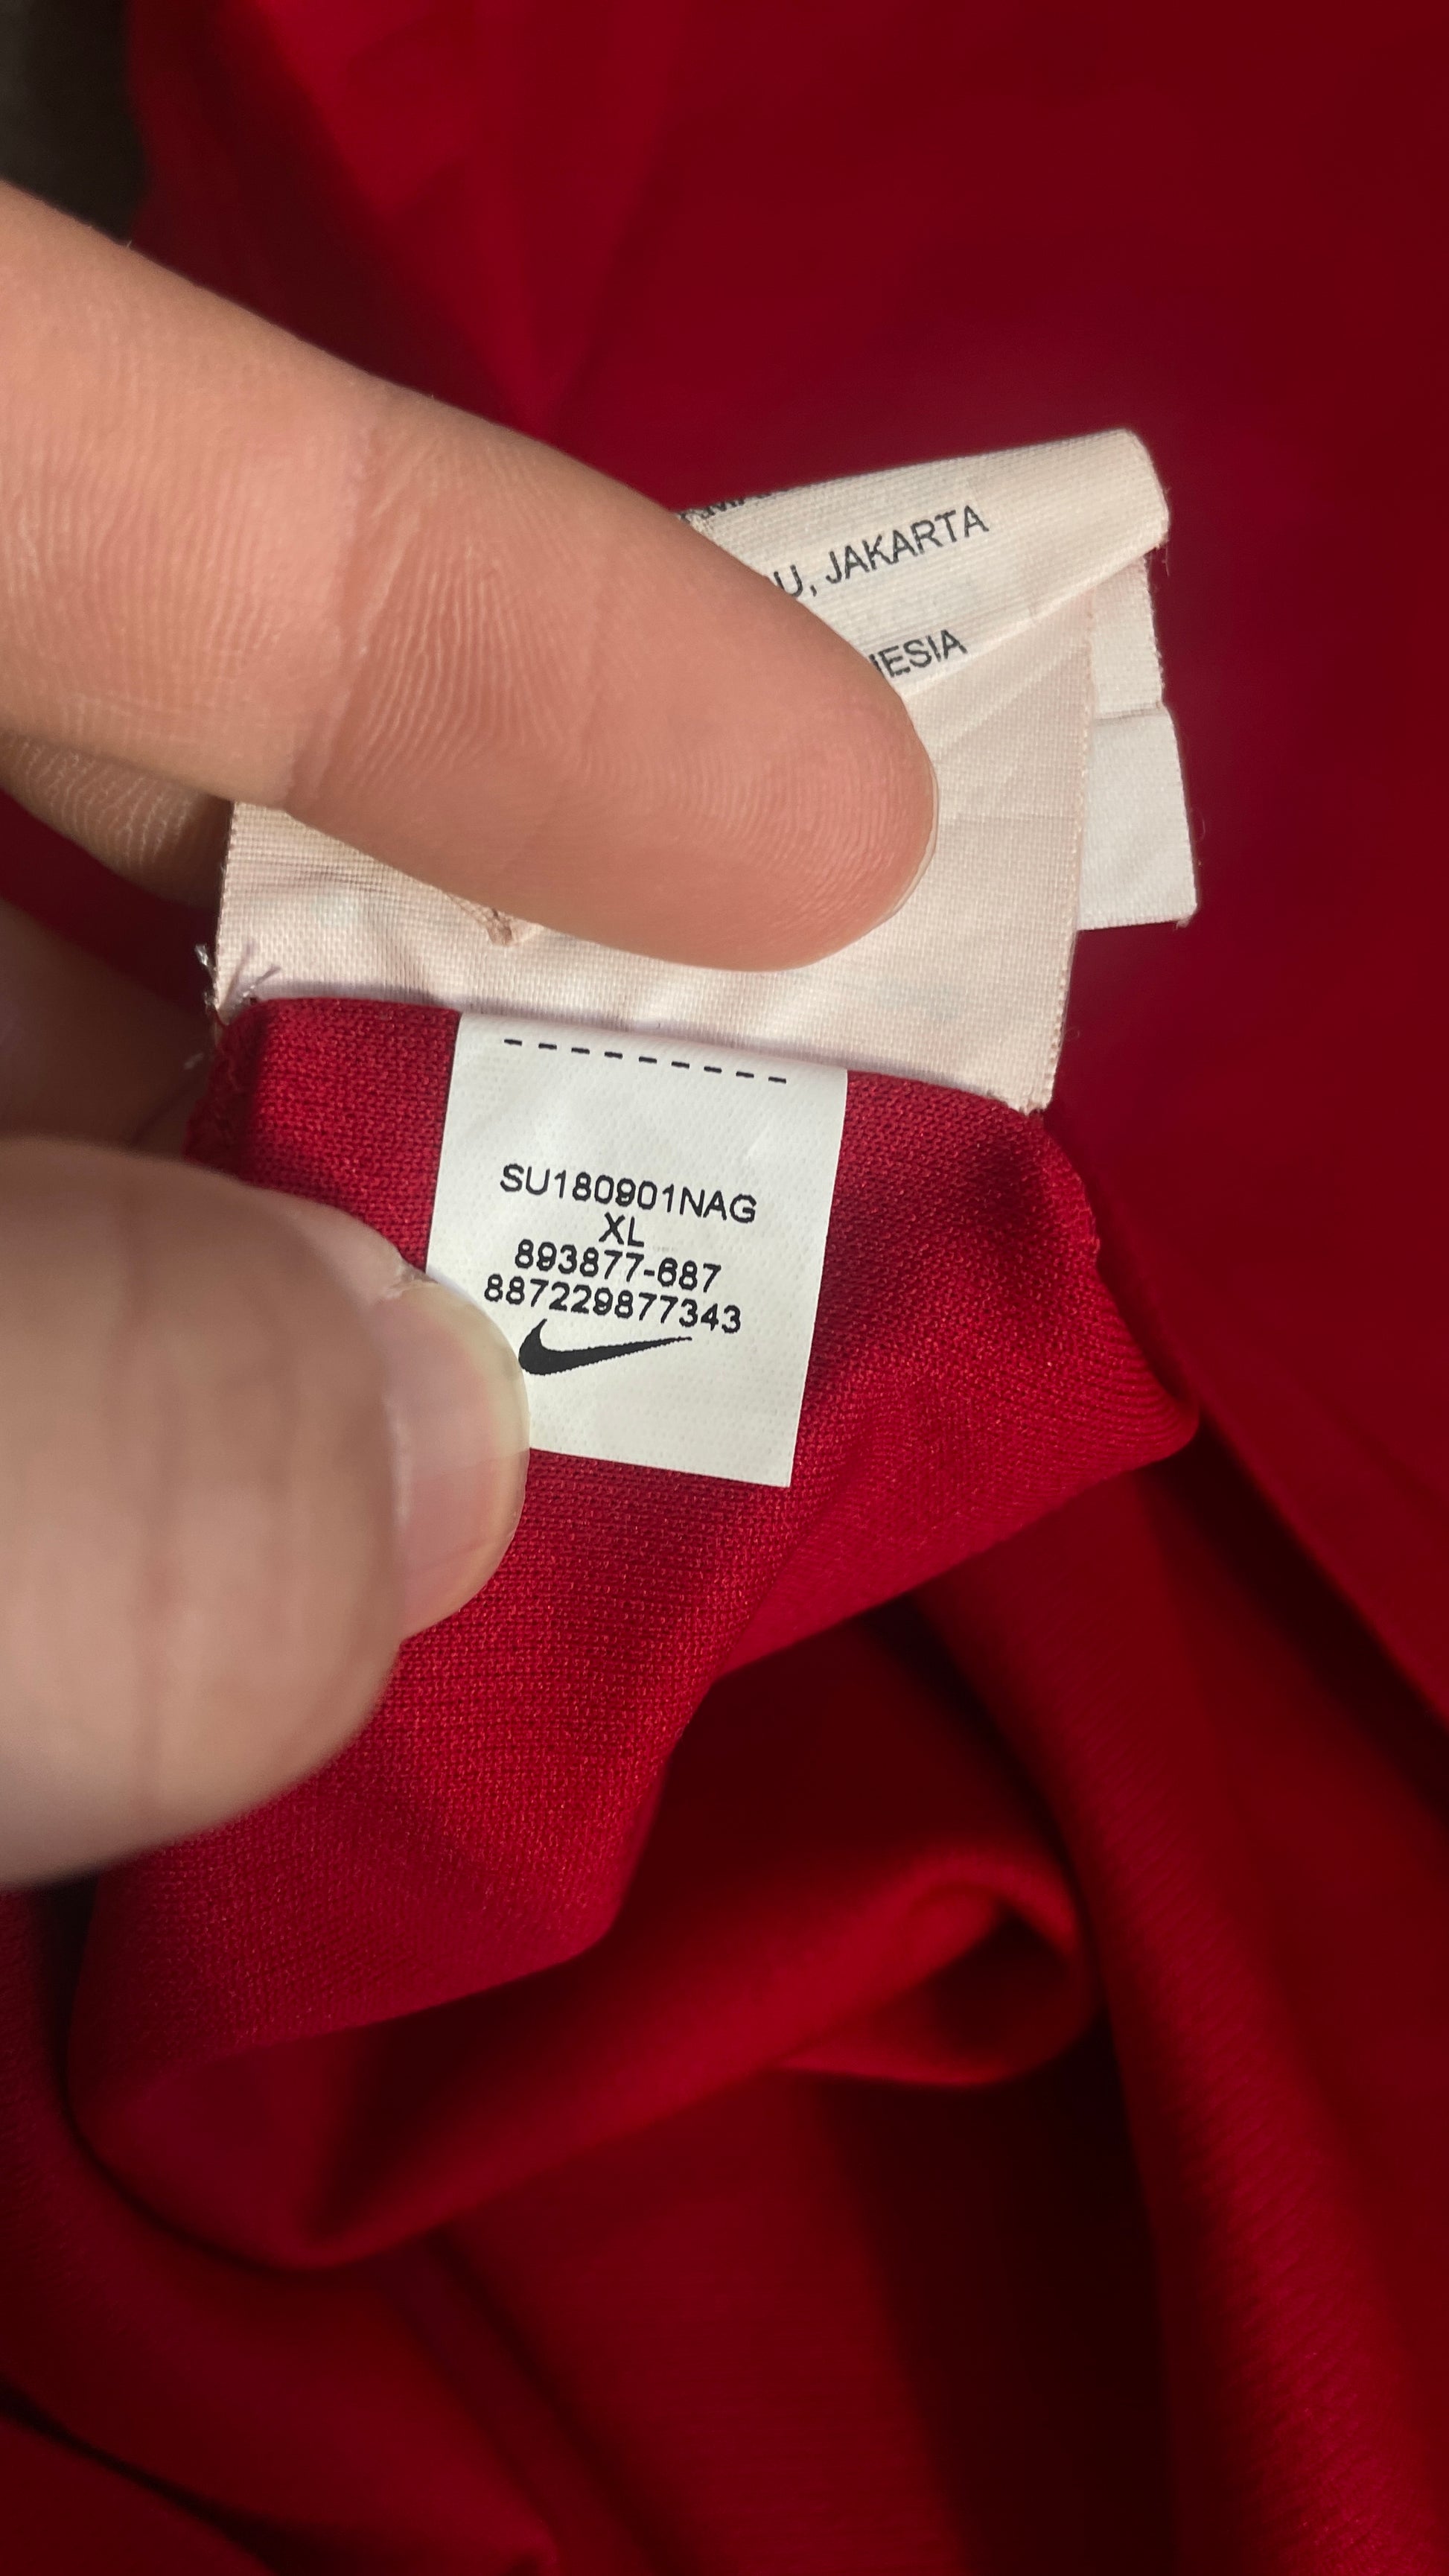 U, JAKARTA
IESIA
SU180901NAG
XL
893877-687
887229877343